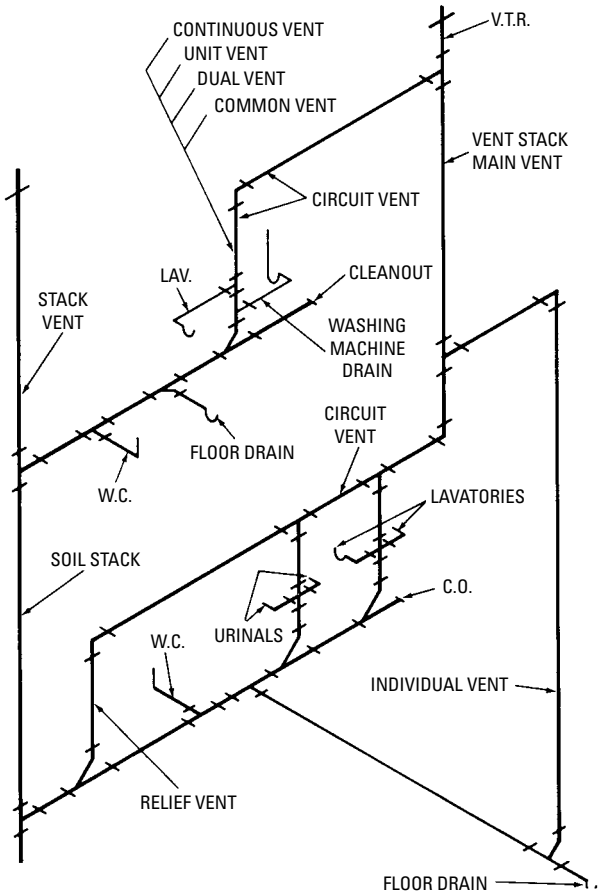 V.T.R.
CONTINUOUS VENT
UNIT VENT
DUAL VENT
COMMON VENT
VENT STACK
MAIN VENT
CIRCUIT VENT
LAV.
CLEANOUT
STACK
VENT
WASHING
MACHINE
DRAIN
CIRCUIT
VENT
FLOOR DRAIN
W.C.
LAVATORIES
SOIL STACK
C.O.
URINALS
W.C.
INDIVIDUAL VENT
RELIEF VENT
FLOOR DRAIN